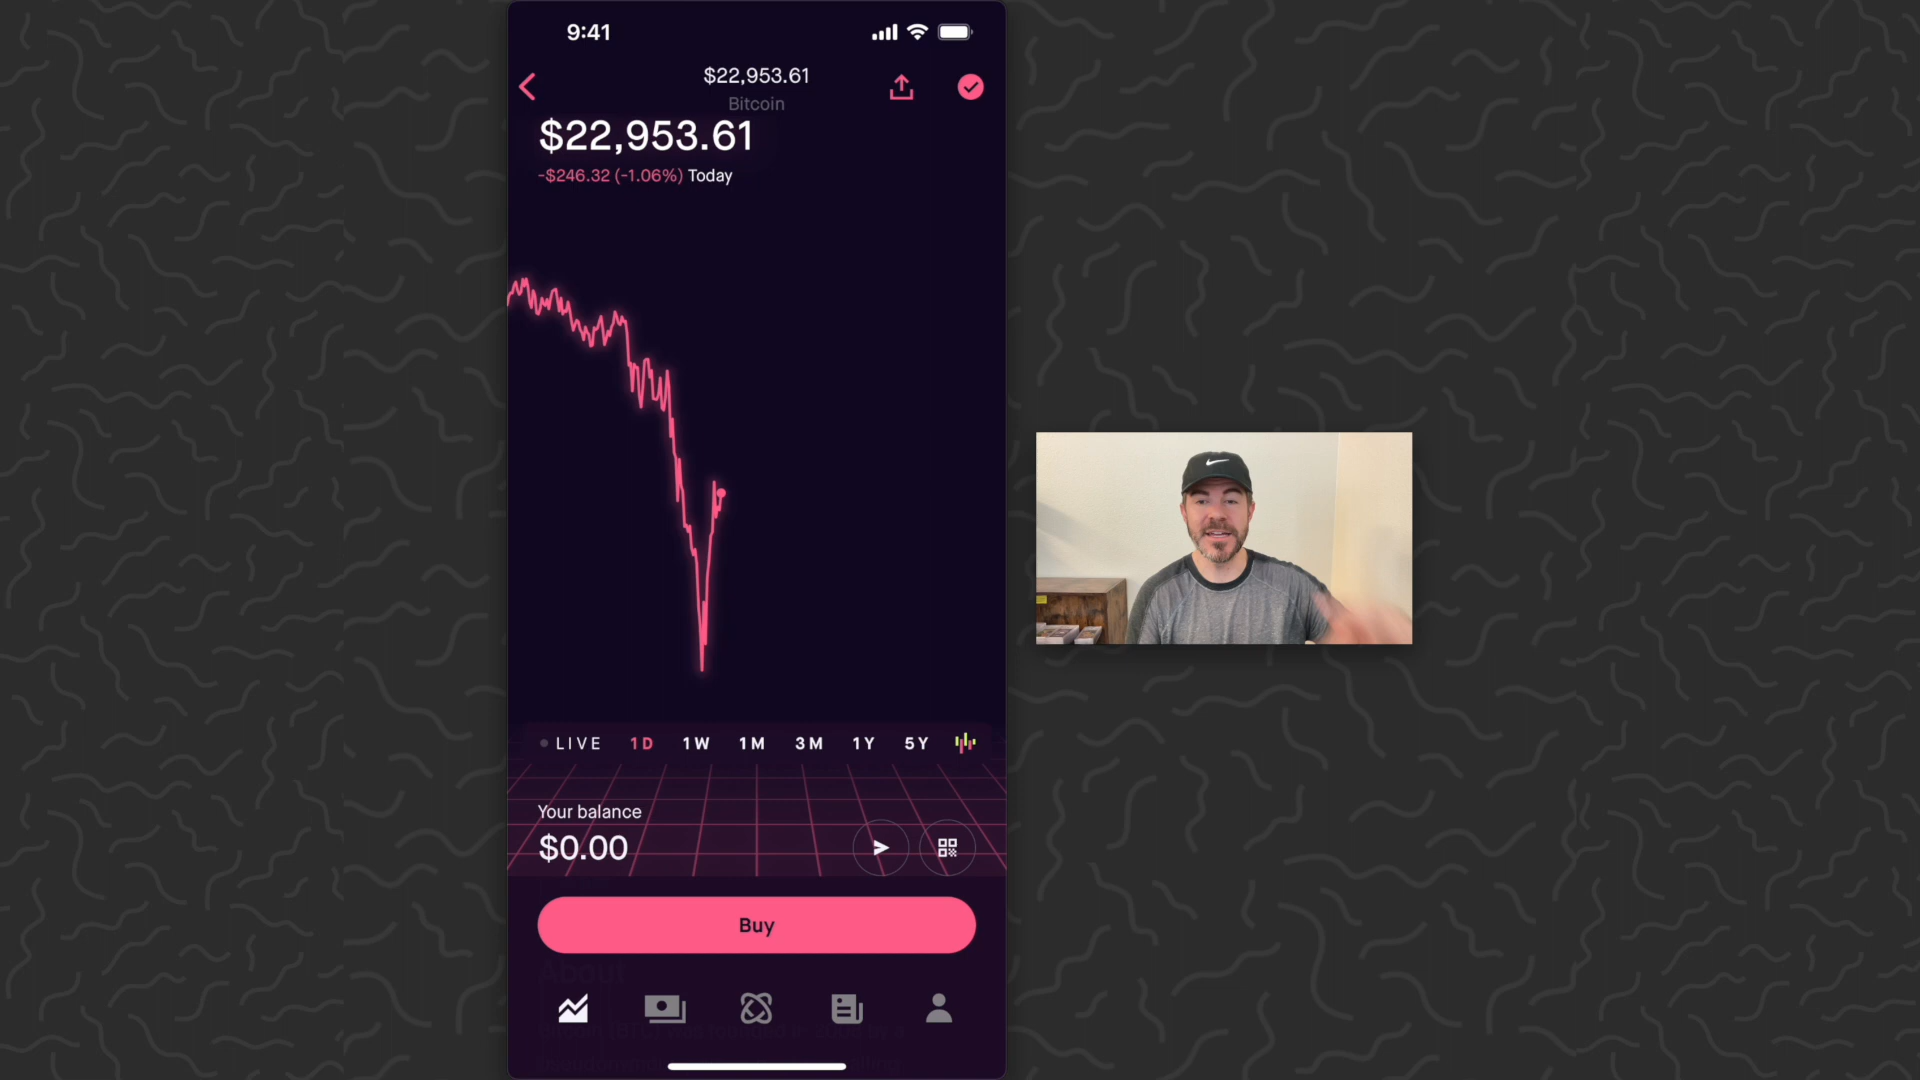 9:41
$22,953.61
Bitcoin
$22,953.61
-$246.32 (-1.06%) Today
LIVE 1D 1W 1M 3M 1Y 5Y
Your balance
$0.00
Buy
About